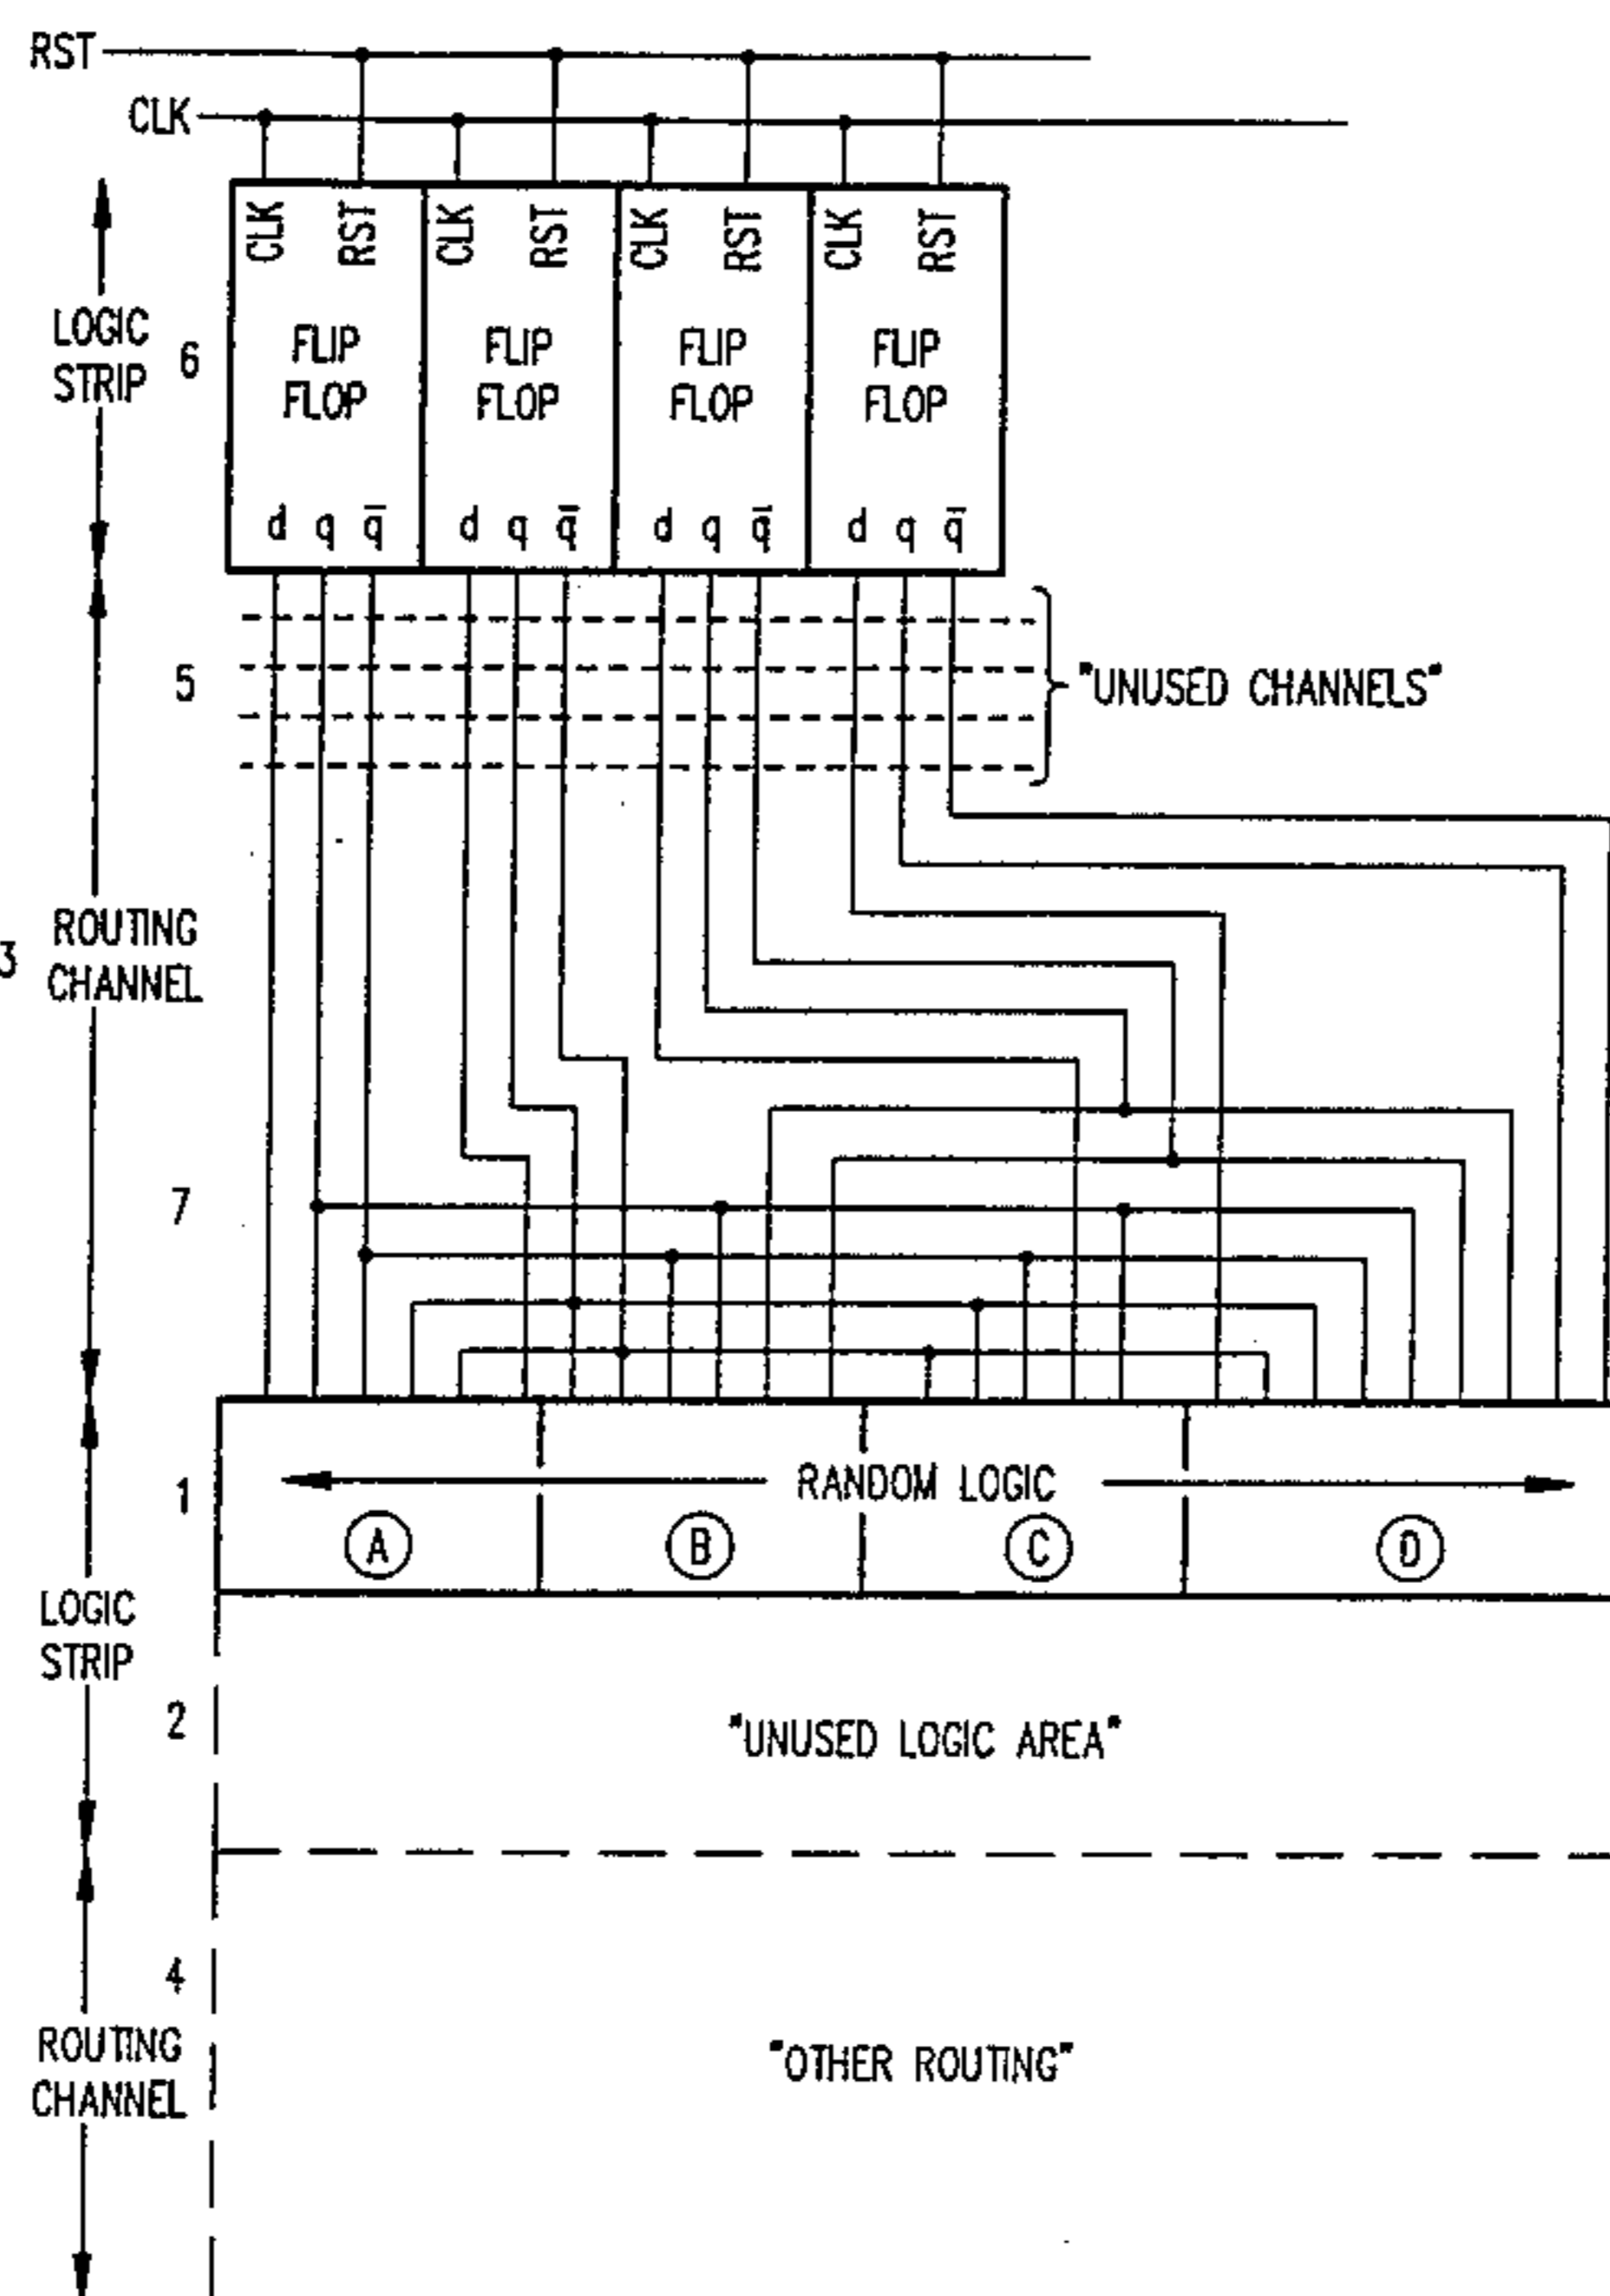 RST
CLK
CLK RST CLK RST CLK RST CLK RST
LOGIC
STRIP
6
FLIP
FLOP
FLIP
FLOP
FLIP
FLOP
FLIP
FLOP
d q q̅ d q q̅ d q q̅ d q q̅
5
"UNUSED CHANNELS"
3
ROUTING
CHANNEL
7
1
RANDOM LOGIC
A B C D
LOGIC
STRIP
2
"UNUSED LOGIC AREA"
4
ROUTING
CHANNEL
"OTHER ROUTING"